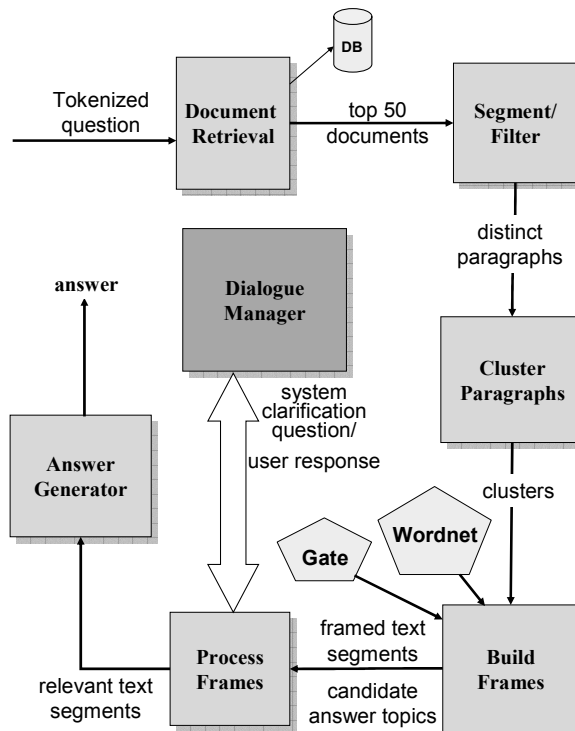 DB
Tokenized
question
Document
Retrieval
top 50
documents
Segment/
Filter
distinct
paragraphs
Dialogue
Manager
answer
Cluster
Paragraphs
system
clarification
question/
user response
Answer
Generator
clusters
Wordnet
Gate
framed text
segments
Process
Frames
Build
Frames
relevant text
segments
candidate
answer topics